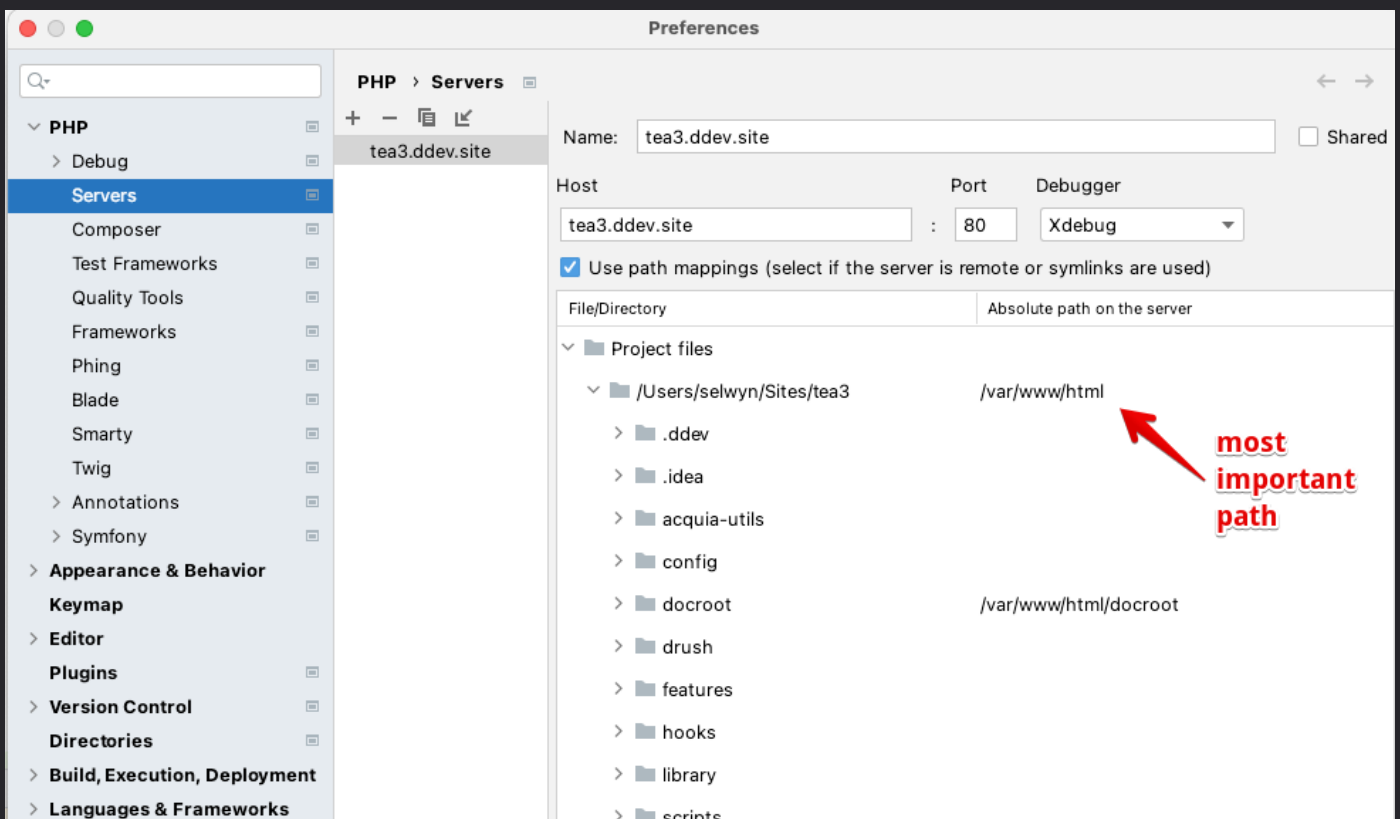 Preferences
PHP
Debug
Servers
Composer
Test Frameworks
Quality Tools
Frameworks
Phing
Blade
Smarty
Twig
Annotations
Symfony
Appearance & Behavior
Keymap
Editor
Plugins
Version Control
Directories
Build, Execution, Deployment
Languages & Frameworks
PHP › Servers
tea3.ddev.site
Name: tea3.ddev.site Shared
Host Port Debugger
tea3.ddev.site : 80 Xdebug
Use path mappings (select if the server is remote or symlinks are used)
File/Directory Absolute path on the server
Project files
/Users/selwyn/Sites/tea3 /var/www/html
most
important
path
.ddev
.idea
acquia-utils
config
docroot /var/www/html/docroot
drush
features
hooks
library
scripts